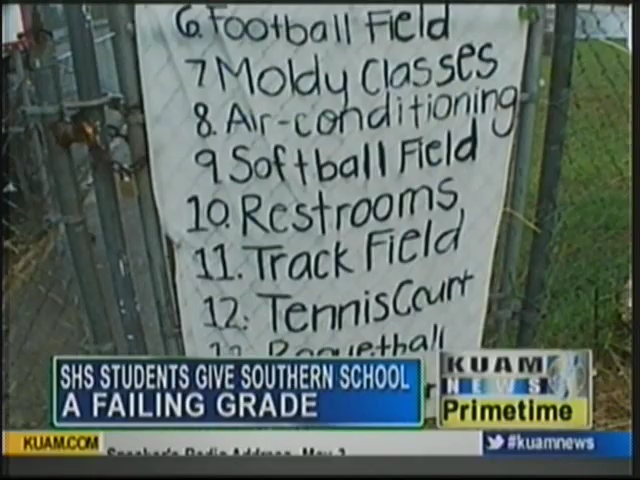 6. Football Field
7 Moldy Classes
8. Air-conditioning
9 Softball Field
10. Restrooms
11. Track Field
12. Tennis Court
SHS STUDENTS GIVE SOUTHERN SCHOOL
A FAILING GRADE
KUAM
NEWS
Primetime
KUAM.COM
#kuamnews